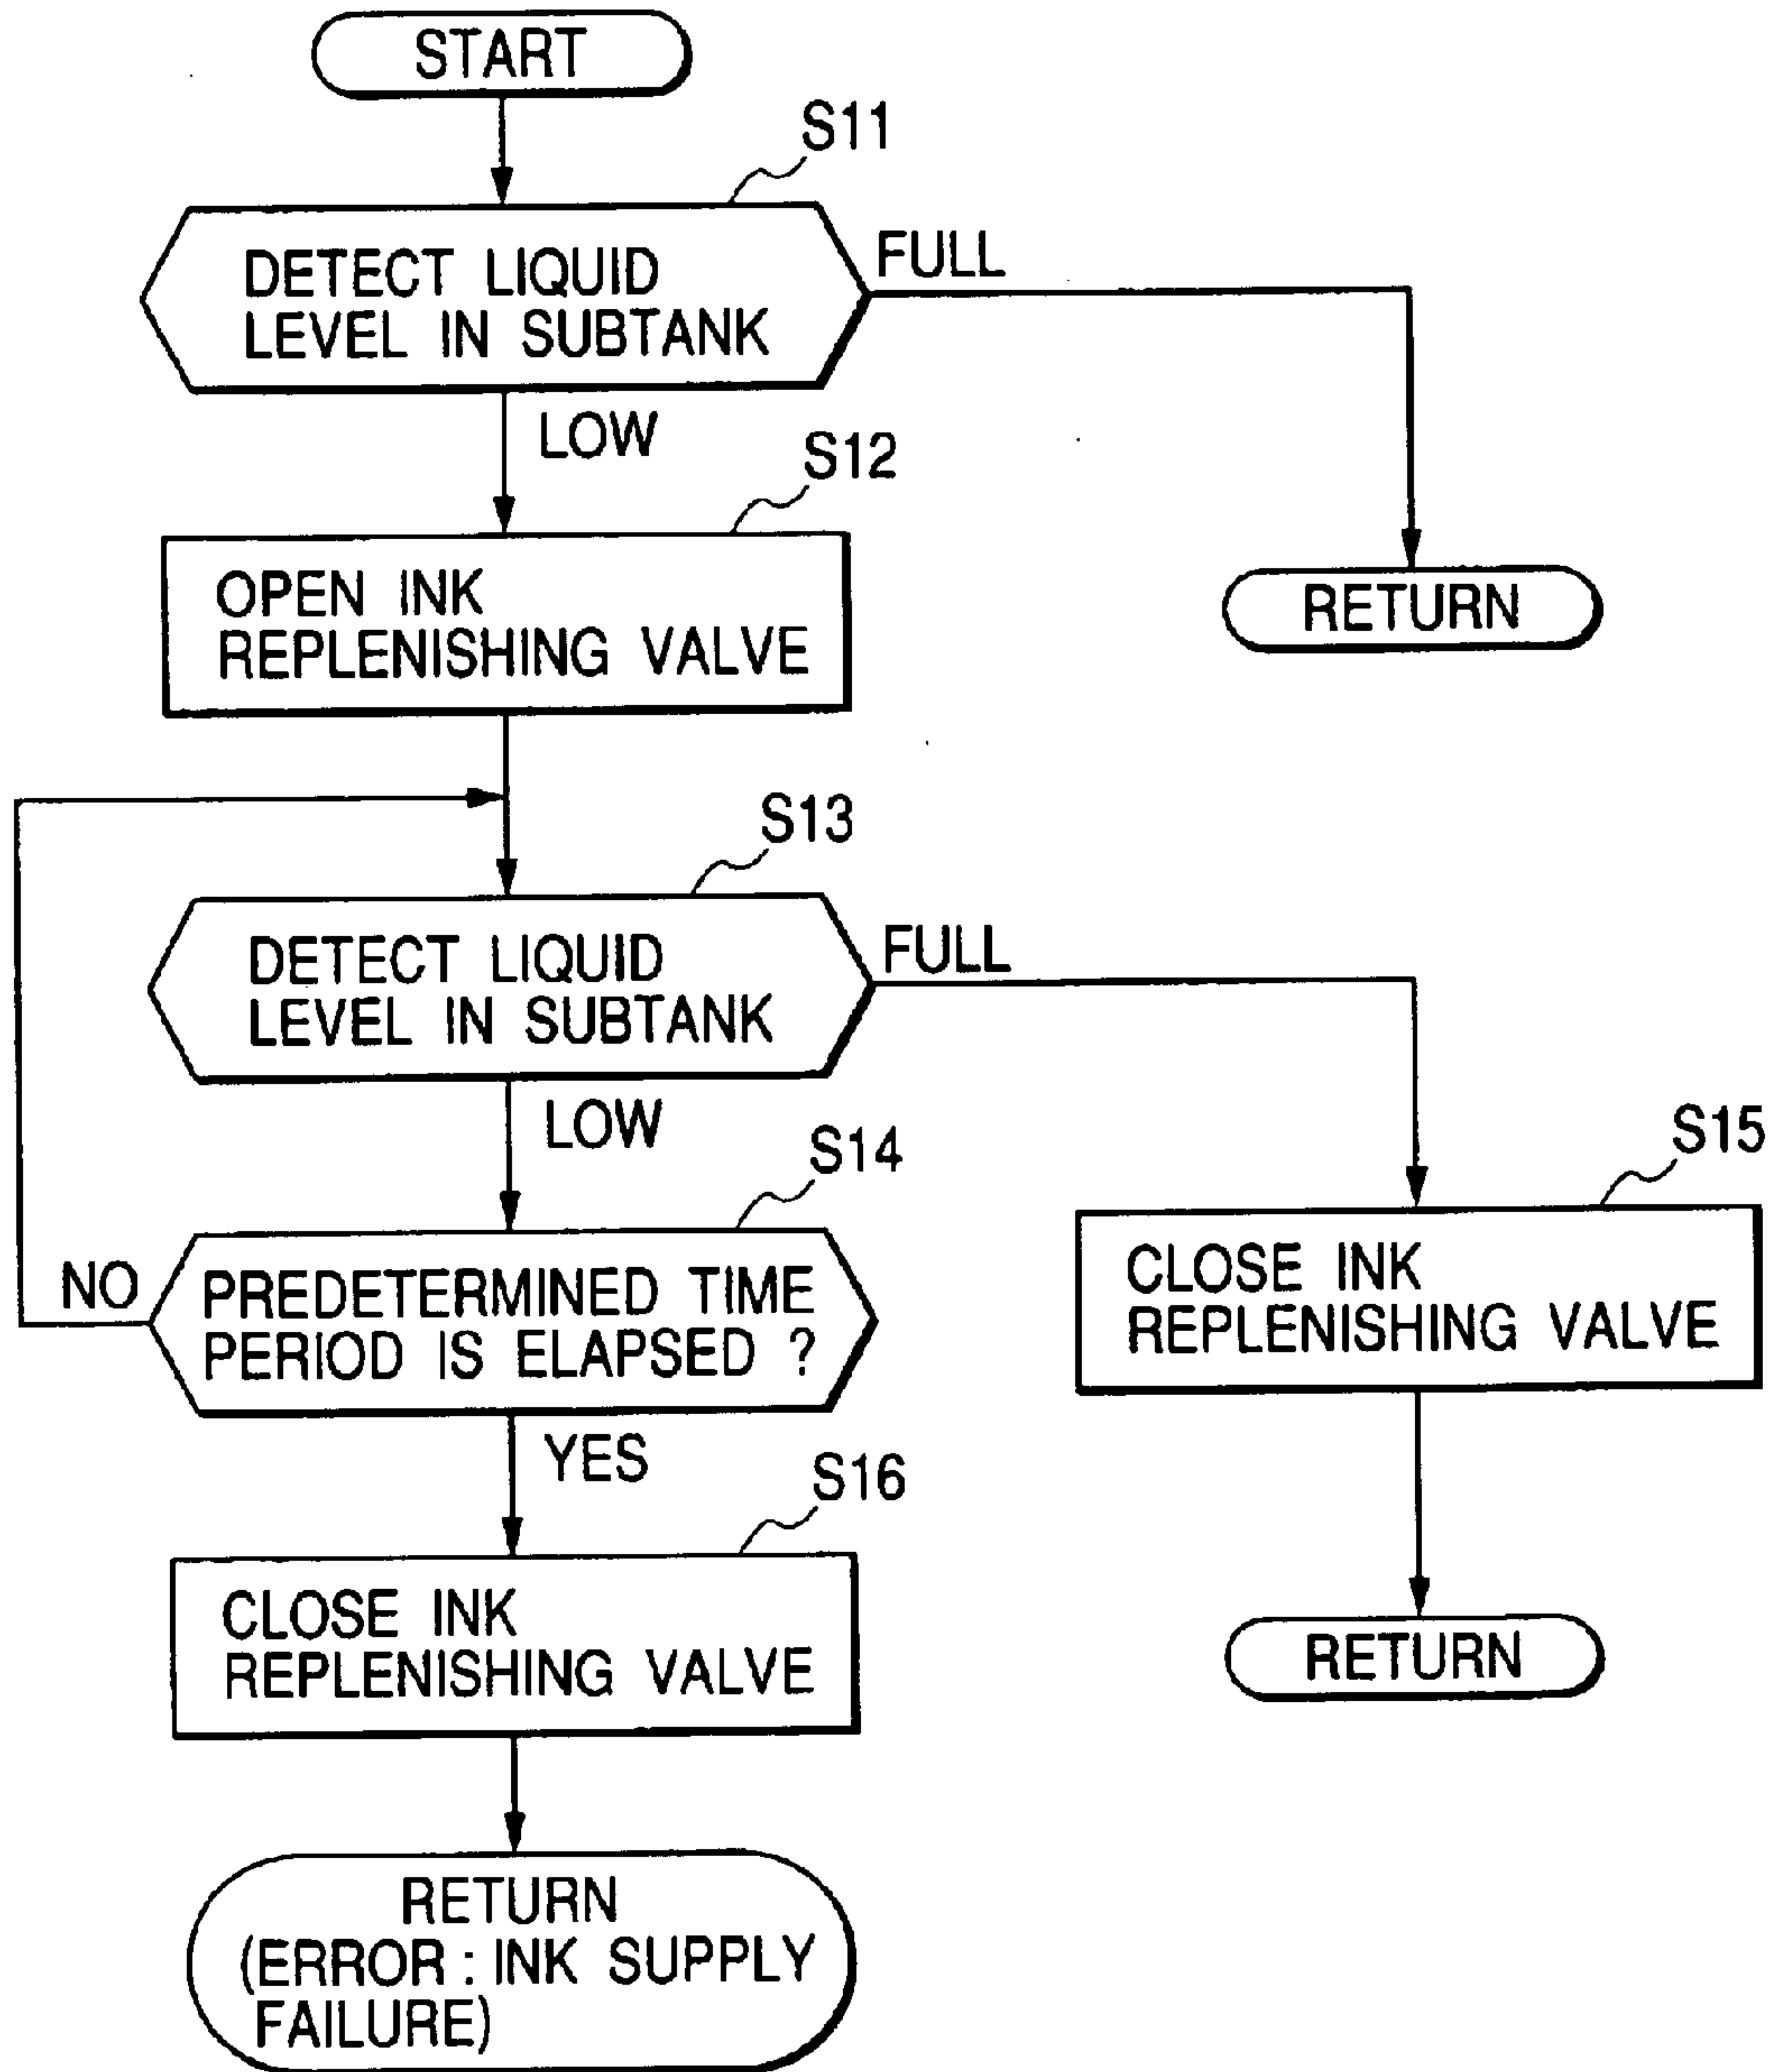 START
S11
DETECT LIQUID
LEVEL IN SUBTANK
FULL
LOW
S12
OPEN INK
REPLENISHING VALVE
RETURN
S13
DETECT LIQUID
LEVEL IN SUBTANK
FULL
LOW
S14
NO
PREDETERMINED TIME
PERIOD IS ELAPSED ?
S15
CLOSE INK
REPLENISHING VALVE
YES
S16
CLOSE INK
REPLENISHING VALVE
RETURN
RETURN
(ERROR : INK SUPPLY
FAILURE)